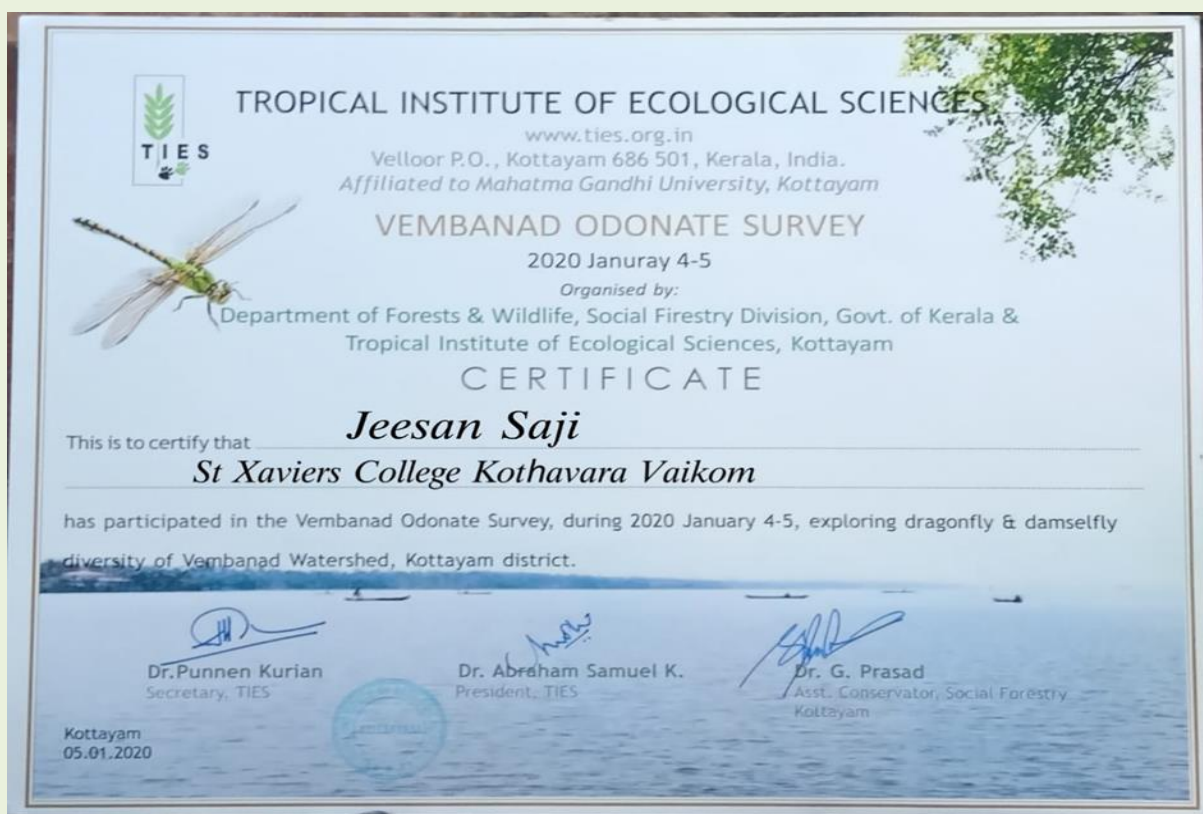 TIES
TROPICAL INSTITUTE OF ECOLOGICAL SCIENCES
www.ties.org.in
Velloor P.O., Kottayam 686 501, Kerala, India.
Affiliated to Mahatma Gandhi University, Kottayam
VEMBANAD ODONATE SURVEY
2020 Januray 4-5
Organised by:
Department of Forests & Wildlife, Social Firestry Division, Govt. of Kerala &
Tropical Institute of Ecological Sciences, Kottayam
CERTIFICATE
This is to certify that Jeesan Saji
St Xaviers College Kothavara Vaikom
has participated in the Vembanad Odonate Survey, during 2020 January 4-5, exploring dragonfly & damselfly
diversity of Vembanad Watershed, Kottayam district.
Dr.Punnen Kurian
Secretary, TIES
Dr. Abraham Samuel K.
President, TIES
Dr. G. Prasad
Asst. Conservator, Social Forestry
Kottayam
Kottayam
05.01.2020